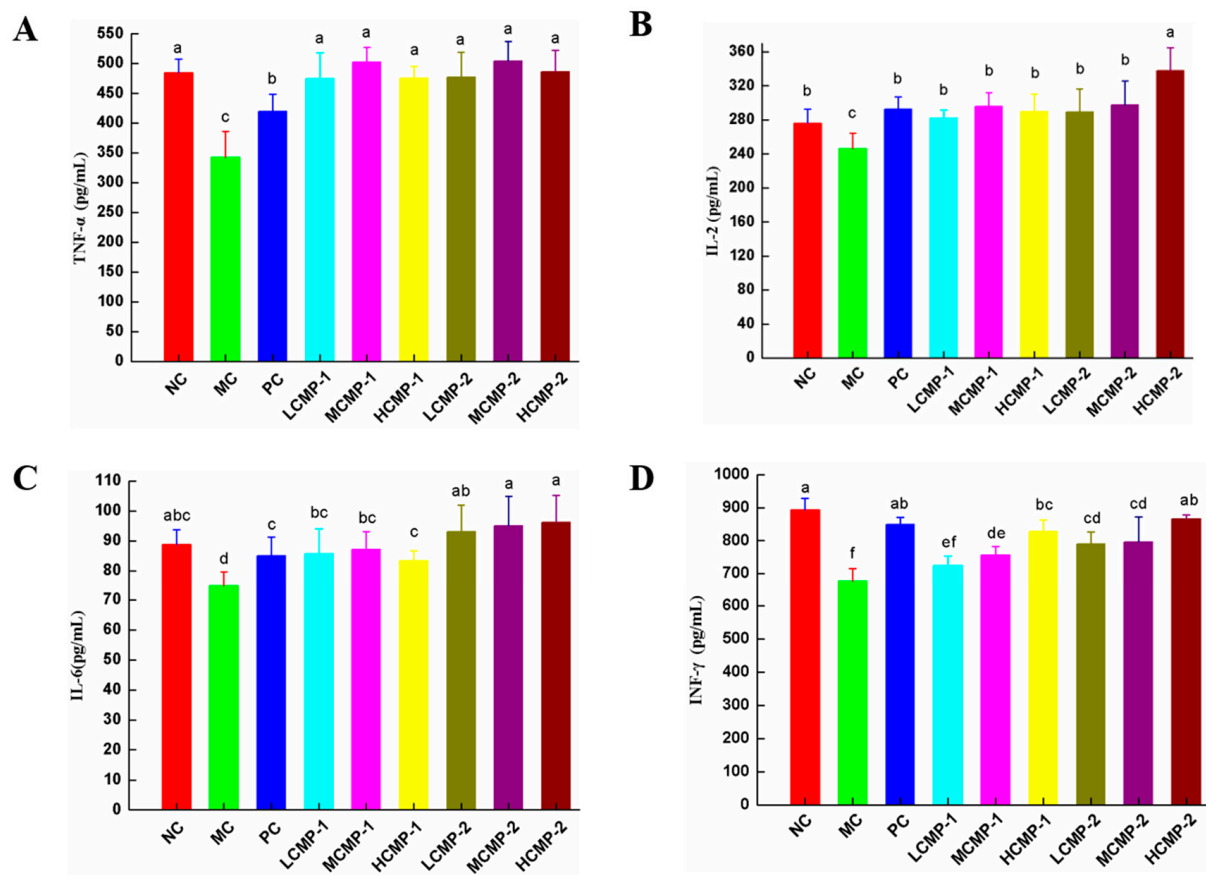 A
TNF-α (pg/mL)
550
500
450
400
350
300
250
200
150
100
50
0
a
c
b
a
a
a
a
a
a
NC
MC
PC
LCMP-1
MCMP-1
HCMP-1
LCMP-2
MCMP-2
HCMP-2
B
IL-2 (pg/mL)
360
320
280
240
200
160
120
80
40
0
b
c
b
b
b
b
b
b
a
NC
MC
PC
LCMP-1
MCMP-1
HCMP-1
LCMP-2
MCMP-2
HCMP-2
C
IL-6(pg/mL)
110
100
90
80
70
60
50
40
30
20
10
0
abc
d
c
bc
bc
c
ab
a
a
NC
MC
PC
LCMP-1
MCMP-1
HCMP-1
LCMP-2
MCMP-2
HCMP-2
D
INF-γ (pg/mL)
1000
900
800
700
600
500
400
300
200
100
0
a
f
ab
ef
de
bc
cd
cd
ab
NC
MC
PC
LCMP-1
MCMP-1
HCMP-1
LCMP-2
MCMP-2
HCMP-2